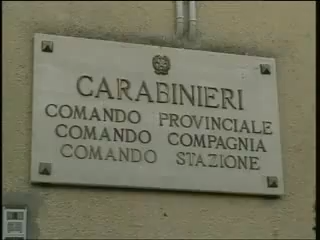 CARABINIERI
COMANDO PROVINCIALE
COMANDO COMPAGNIA
COMANDO STAZIONE